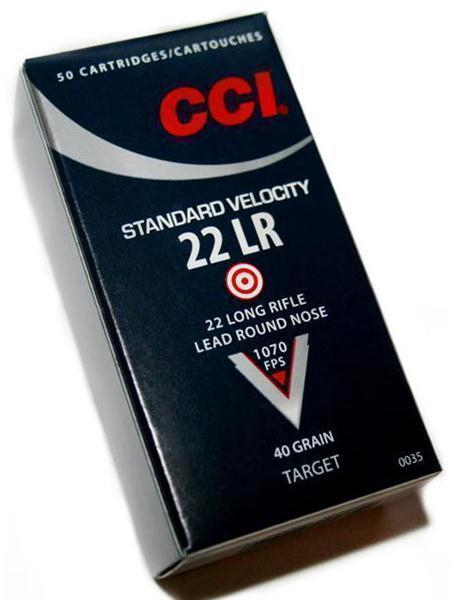 50 CARTRIDGES/CARTOUCHES
CCI®
STANDARD VELOCITY
22 LR
22 LONG RIFLE
LEAD ROUND NOSE
1070
FPS
40 GRAIN
TARGET
0035